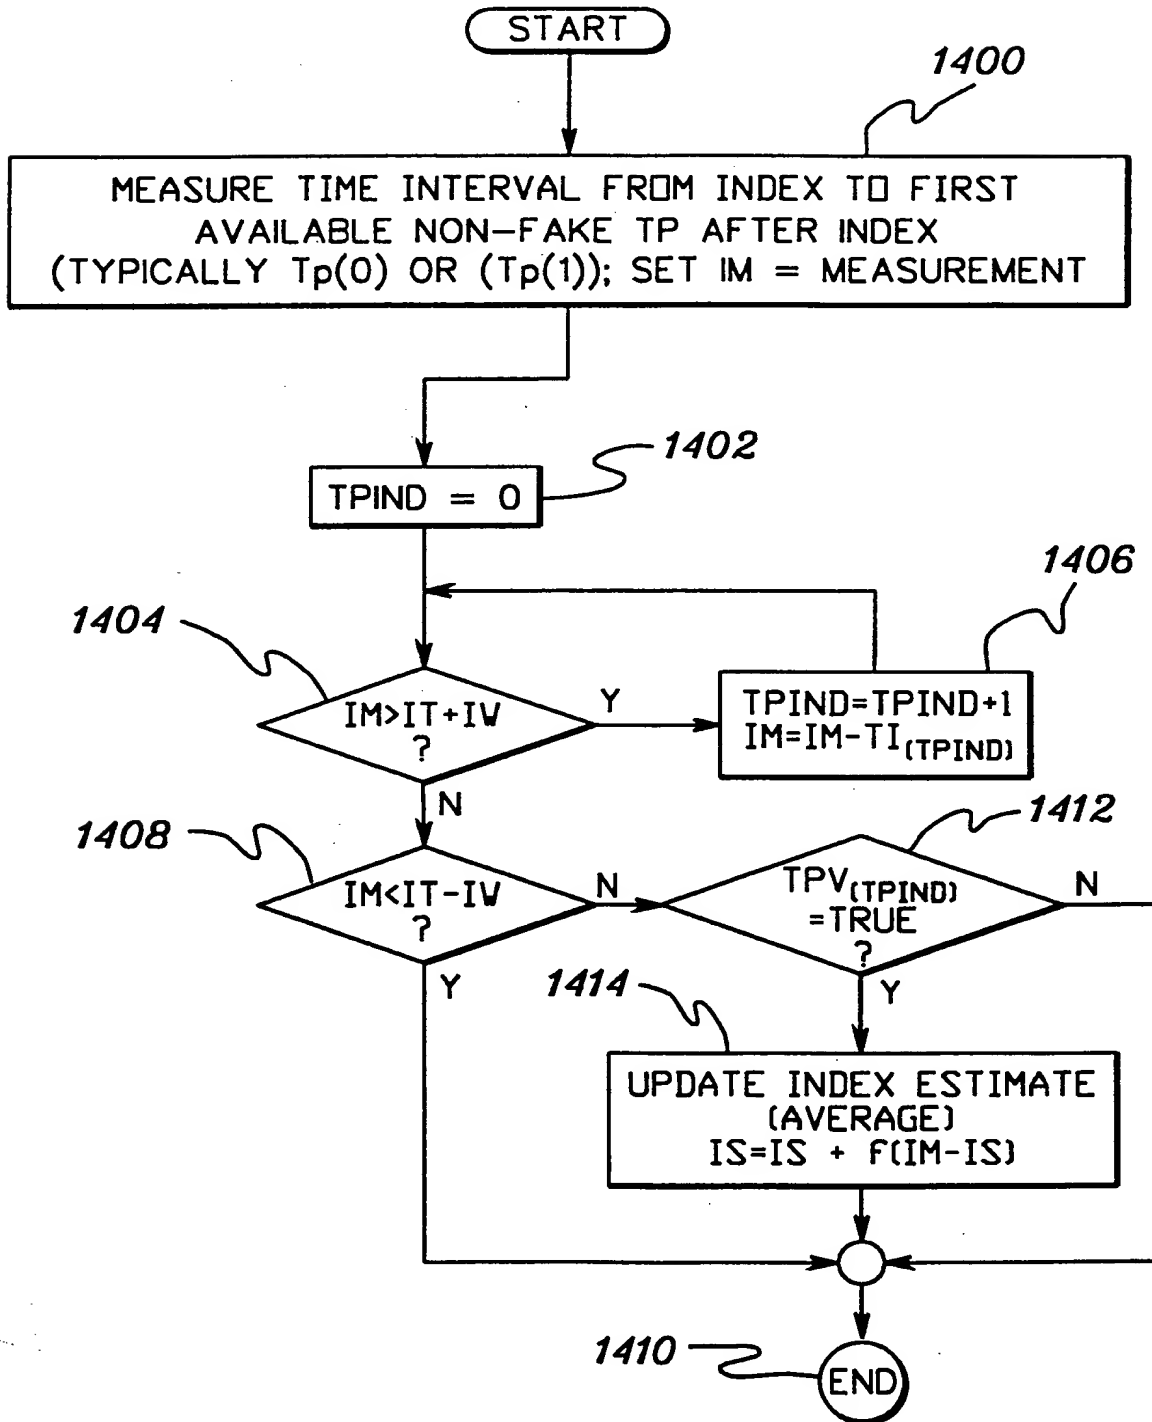 START
1400
MEASURE TIME INTERVAL FROM INDEX TO FIRST
AVAILABLE NON-FAKE TP AFTER INDEX
(TYPICALLY Tp(0) OR (Tp(1)); SET IM = MEASUREMENT
1402
TPIND = 0
1406
1404
IM>IT+IW
?
Y
TPIND=TPIND+1
IM=IM-TI(TPIND)
N
1412
1408
IM<IT-IW
?
N
TPV(TPIND)
=TRUE
?
N
Y
Y
1414
UPDATE INDEX ESTIMATE
(AVERAGE)
IS=IS + f(IM-IS)
1410
END